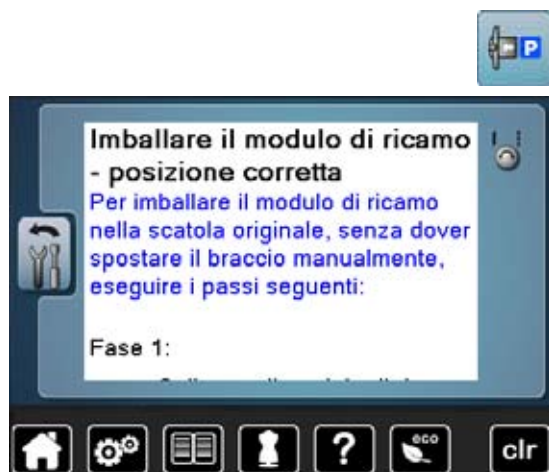 P
Imballare il modulo di ricamo
- posizione corretta
Per imballare il modulo di ricamo
nella scatola originale, senza dover
spostare il braccio manualmente,
eseguire i passi seguenti:
Fase 1:
?
eco
clr